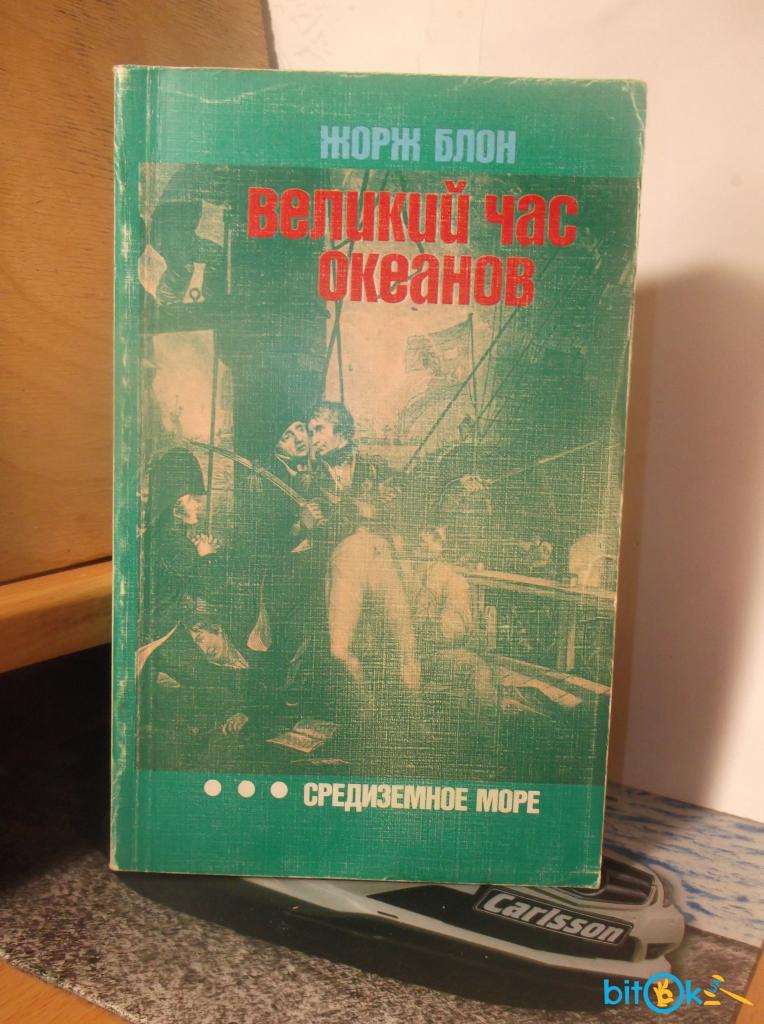 ЖОРЖ БЛОН
Великий час
океанов
СРЕДИЗЕМНОЕ МОРЕ
Carlsson
bitOk